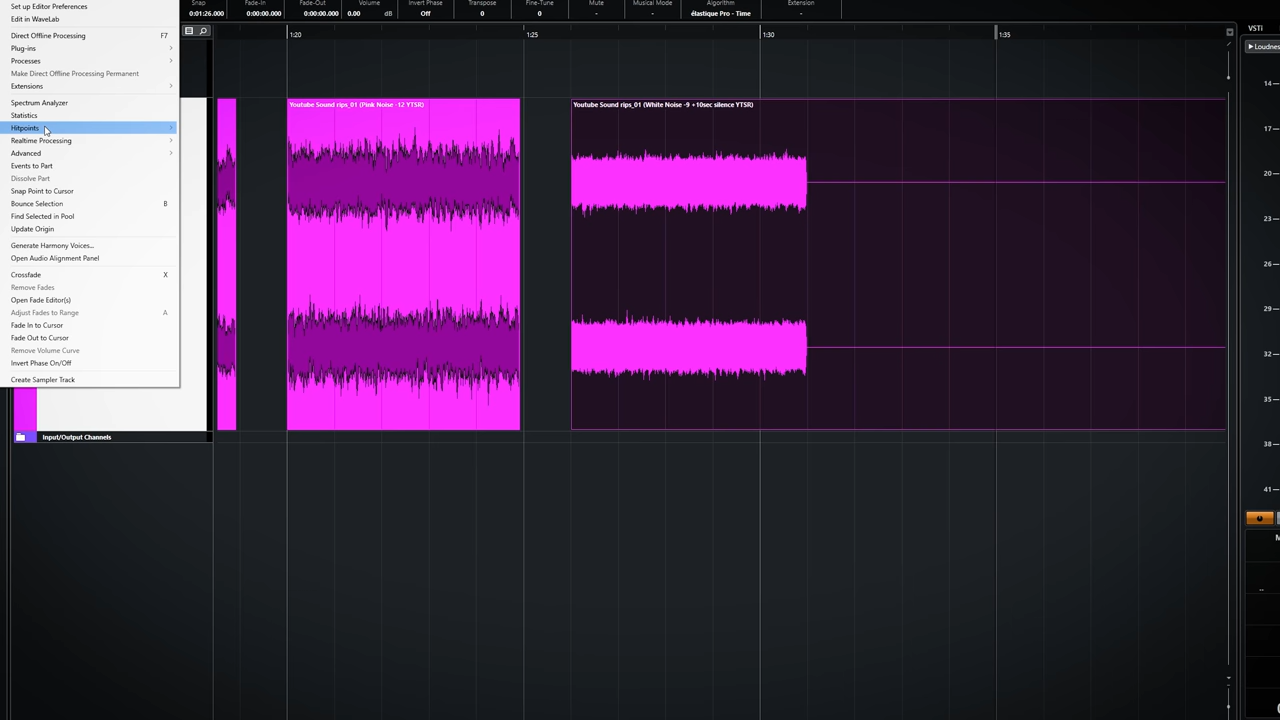 Set up Editor Preferences
Edit in WaveLab
Direct Offline Processing F7
Plug-ins
Processes
Make Direct Offline Processing Permanent
Extensions
Spectrum Analyzer
Statistics
Hitpoints
Realtime Processing
Advanced
Events to Part
Dissolve Part
Snap Point to Cursor
Bounce Selection B
Find Selected in Pool
Update Origin
Generate Harmony Voices...
Open Audio Alignment Panel
Crossfade X
Remove Fades
Open Fade Editor(s)
Adjust Fades to Range A
Fade In to Cursor
Fade Out to Cursor
Remove Volume Curve
Invert Phase On/Off
Create Sampler Track
Snap Fade-In Fade-Out Volume Invert Phase Transpose Fine-Tune Mute Musical Mode Algorithm Extension
0:01:26.000 0:00:00.000 0:00:00.000 0.00 dB Off 0 0 - - élastique Pro - Time -
1:20 1:25 1:30 1:35
Youtube Sound rips_01 (Pink Noise -12 YTSR)
Youtube Sound rips_01 (White Noise -9 +10sec silence YTSR)
Input/Output Channels
VSTi
14
17
20
23
26
29
32
35
38
41